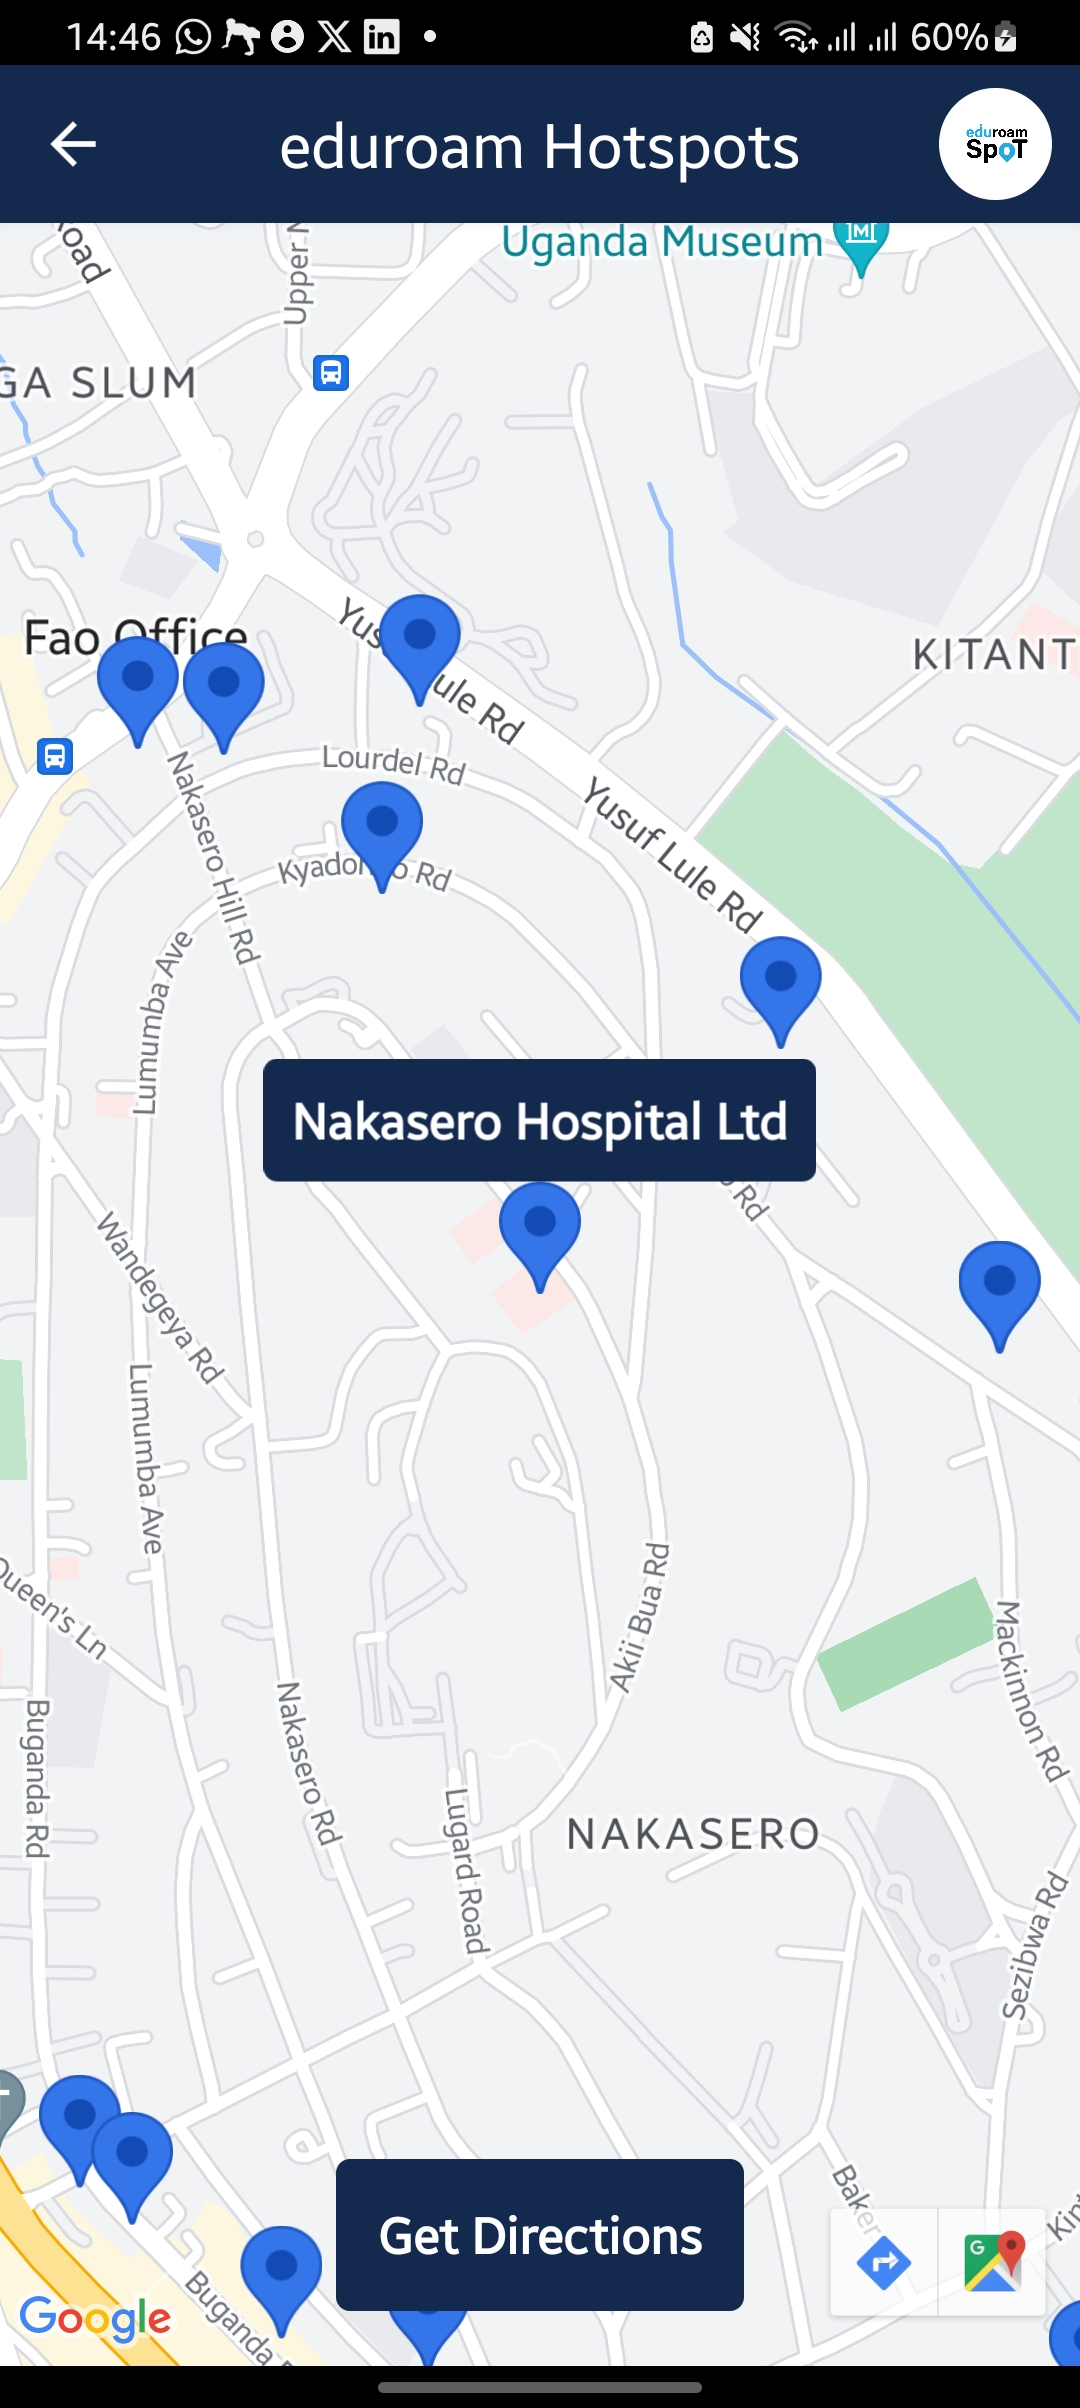 14:46
60%
eduroam Hotspots
eduroam
SpoT
Uganda Museum
Road
Upper
GA SLUM
Fao Office
KITANT
Lule Rd
Lourdel Rd
Yusuf Lule Rd
Nakasero Hill Rd
Rd
Lumumba Ave
Nakasero Hospital Ltd
Rd
Wandegeya Rd
Lumumba Ave
Queen's Ln
Akii Bua Rd
Mackinnon Rd
Buganda Rd
Nakasero Rd
Lugard Road
NAKASERO
Sezibwa Rd
Baker
Get Directions
Buganda
Google